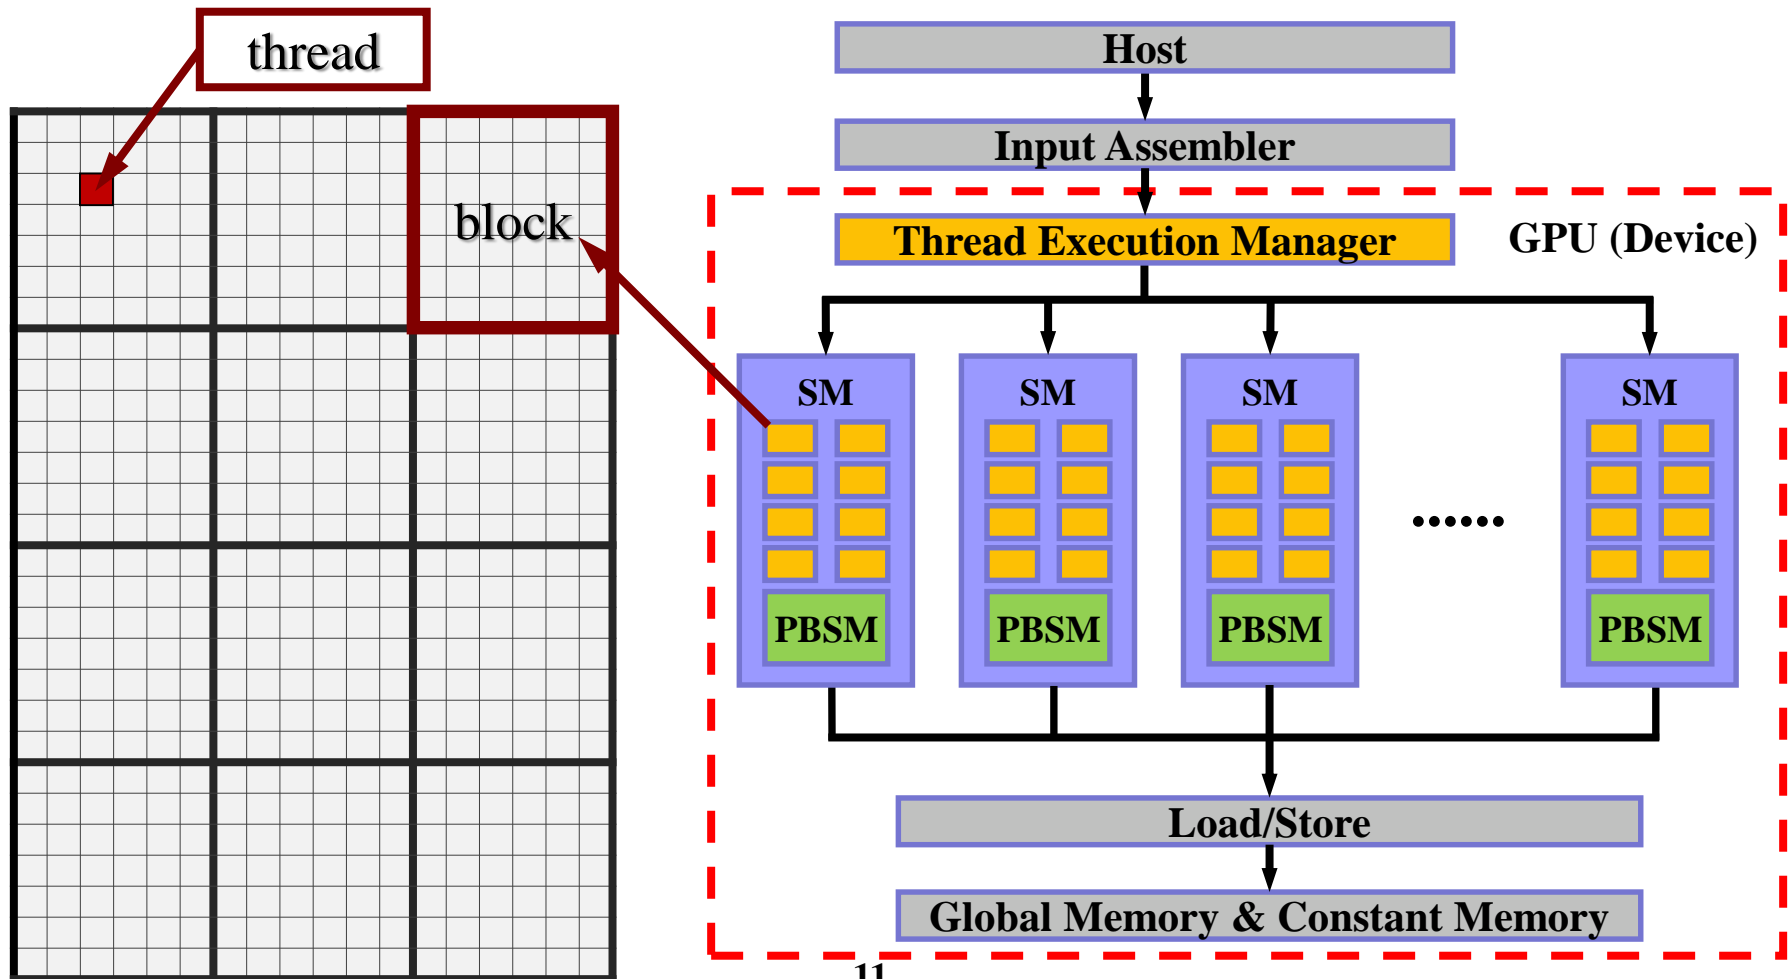 thread
block
Host
Input Assembler
Thread Execution Manager
GPU (Device)
SM
SM
SM
SM
......
PBSM
PBSM
PBSM
PBSM
Load/Store
Global Memory & Constant Memory
11